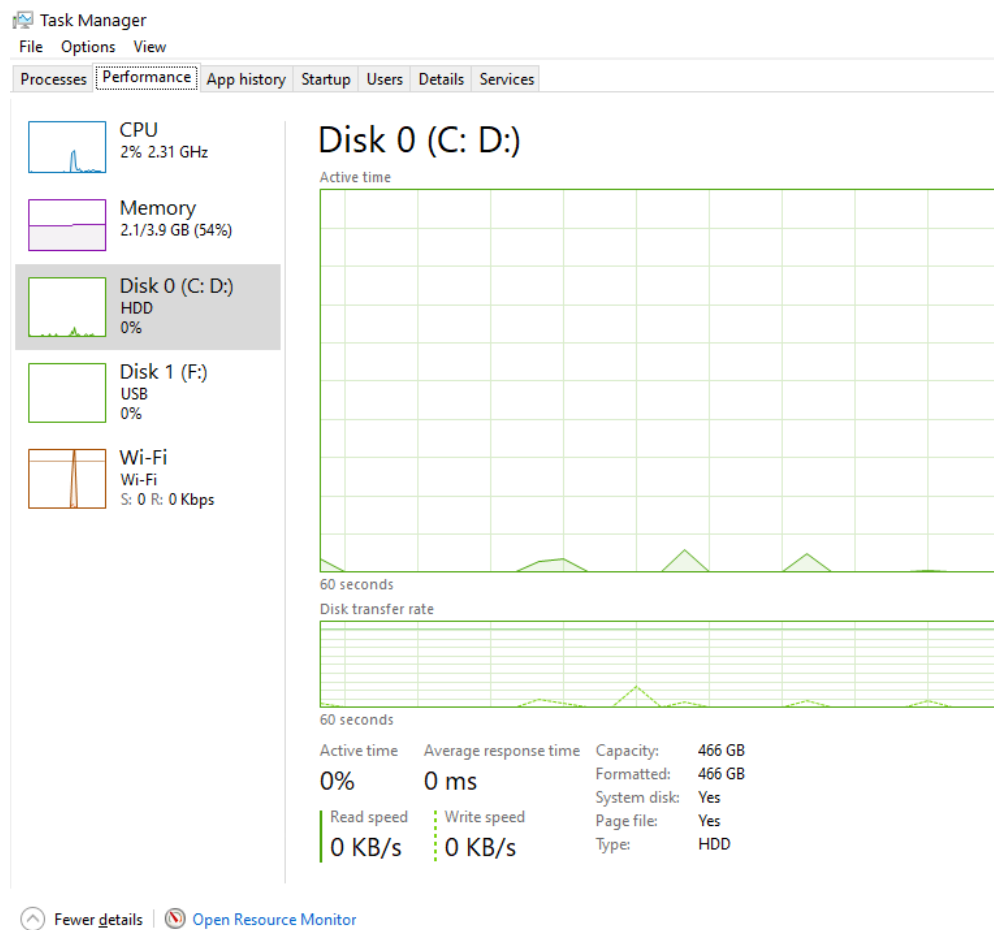 Task Manager
File Options View
Processes Performance App history Startup Users Details Services
CPU
2% 2.31 GHz
Memory
2.1/3.9 GB (54%)
Disk 0 (C: D:)
HDD
0%
Disk 1 (F:)
USB
0%
Wi-Fi
Wi-Fi
S: 0 R: 0 Kbps
Disk 0 (C: D:)
Active time
60 seconds
Disk transfer rate
60 seconds
Active time Average response time
0% 0 ms
Read speed Write speed
0 KB/s 0 KB/s
Capacity: 466 GB
Formatted: 466 GB
System disk: Yes
Page file: Yes
Type: HDD
Fewer details Open Resource Monitor